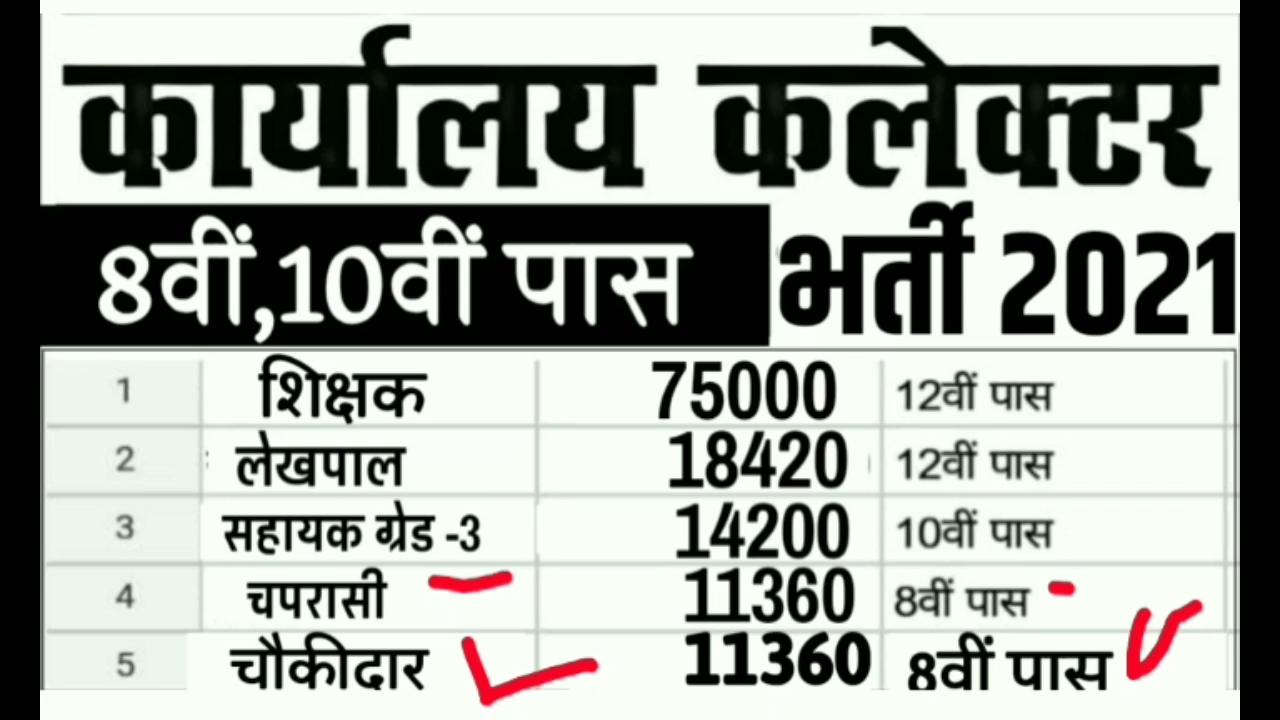 कार्यालय कलेक्टर
8वीं,10वीं पास भर्ती 2021
1 शिक्षक 75000 12वीं पास
2 लेखपाल 18420 12वीं पास
3 सहायक ग्रेड -3 14200 10वीं पास
4 चपरासी 11360 8वीं पास
5 चौकीदार 11360 8वीं पास